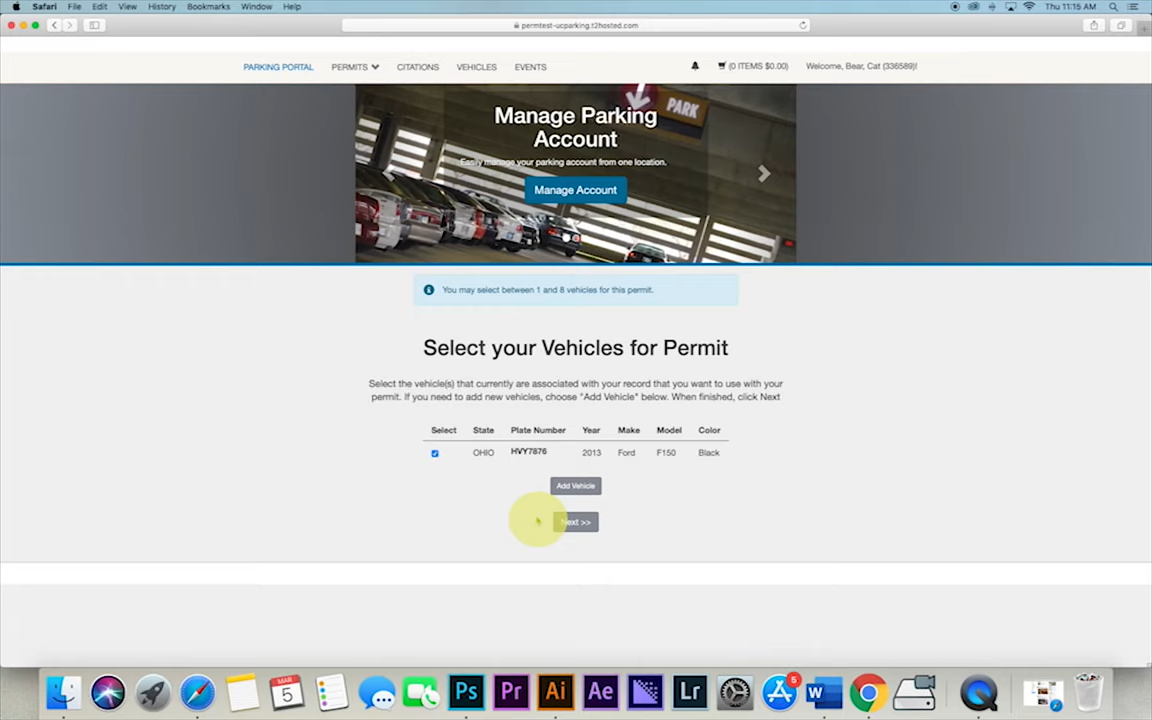 Safari File Edit View History Bookmarks Window Help Thu 11:15 AM
permtest-ucparking.t2hosted.com
PARKING PORTAL PERMITS CITATIONS VEHICLES EVENTS (0 ITEMS $0.00) Welcome, Bear, Cat (336589)!
PARK
Manage Parking
Account
Easily manage your parking account from one location.
Manage Account
You may select between 1 and 8 vehicles for this permit.
Select your Vehicles for Permit
Select the vehicle(s) that currently are associated with your record that you want to use with your
permit. If you need to add new vehicles, choose "Add Vehicle" below. When finished, click Next
Select State Plate Number Year Make Model Color
OHIO HVY7876 2013 Ford F150 Black
Add Vehicle
Next >>
MAR
5
Ps Pr Ai Ae Lr 5 W